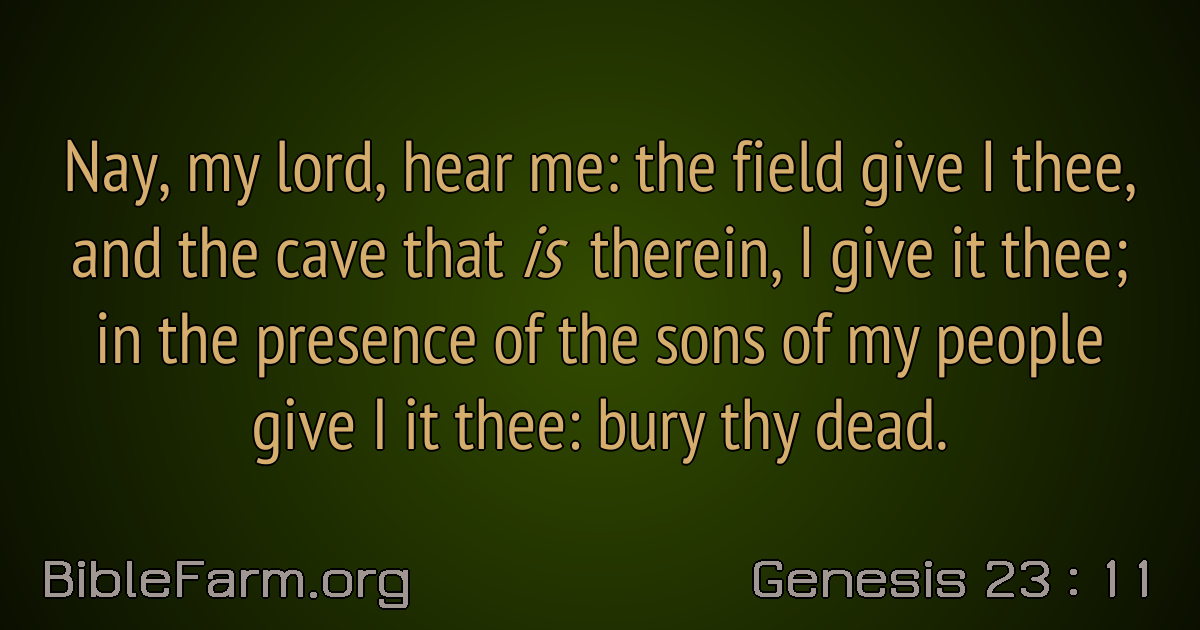 Nay, my lord, hear me: the field give I thee,
and the cave that is therein, I give it thee;
in the presence of the sons of my people
give I it thee: bury thy dead.
BibleFarm.org
Genesis 23 : 11